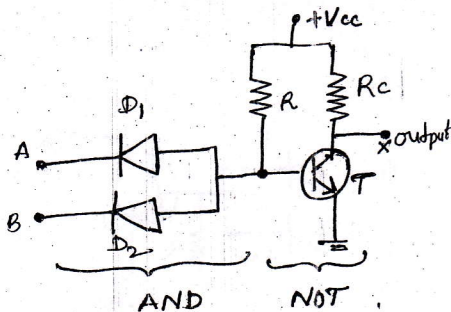 +Vcc
D1
R
Rc
A
x output
T
B
D2
AND NOT.